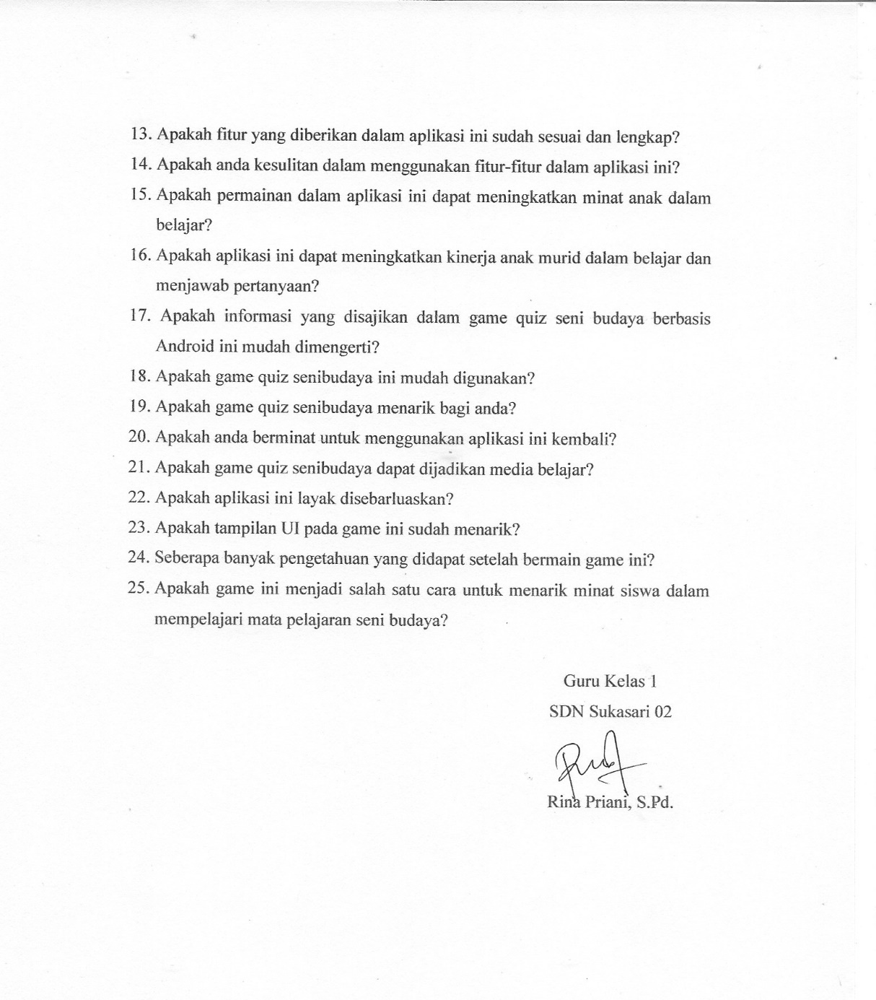 13. Apakah fitur yang diberikan dalam aplikasi ini sudah sesuai dan lengkap?
14. Apakah anda kesulitan dalam menggunakan fitur-fitur dalam aplikasi ini?
15. Apakah permainan dalam aplikasi ini dapat meningkatkan minat anak dalam
belajar?
16. Apakah aplikasi ini dapat meningkatkan kinerja anak murid dalam belajar dan
menjawab pertanyaan?
17. Apakah informasi yang disajikan dalam game quiz seni budaya berbasis
Android ini mudah dimengerti?
18. Apakah game quiz senibudaya ini mudah digunakan?
19. Apakah game quiz senibudaya menarik bagi anda?
20. Apakah anda berminat untuk menggunakan aplikasi ini kembali?
21. Apakah game quiz senibudaya dapat dijadikan media belajar?
22. Apakah aplikasi ini layak disebarluaskan?
23. Apakah tampilan UI pada game ini sudah menarik?
24. Seberapa banyak pengetahuan yang didapat setelah bermain game ini?
25. Apakah game ini menjadi salah satu cara untuk menarik minat siswa dalam
mempelajari mata pelajaran seni budaya?
Guru Kelas 1
SDN Sukasari 02
Rina Priani, S.Pd.